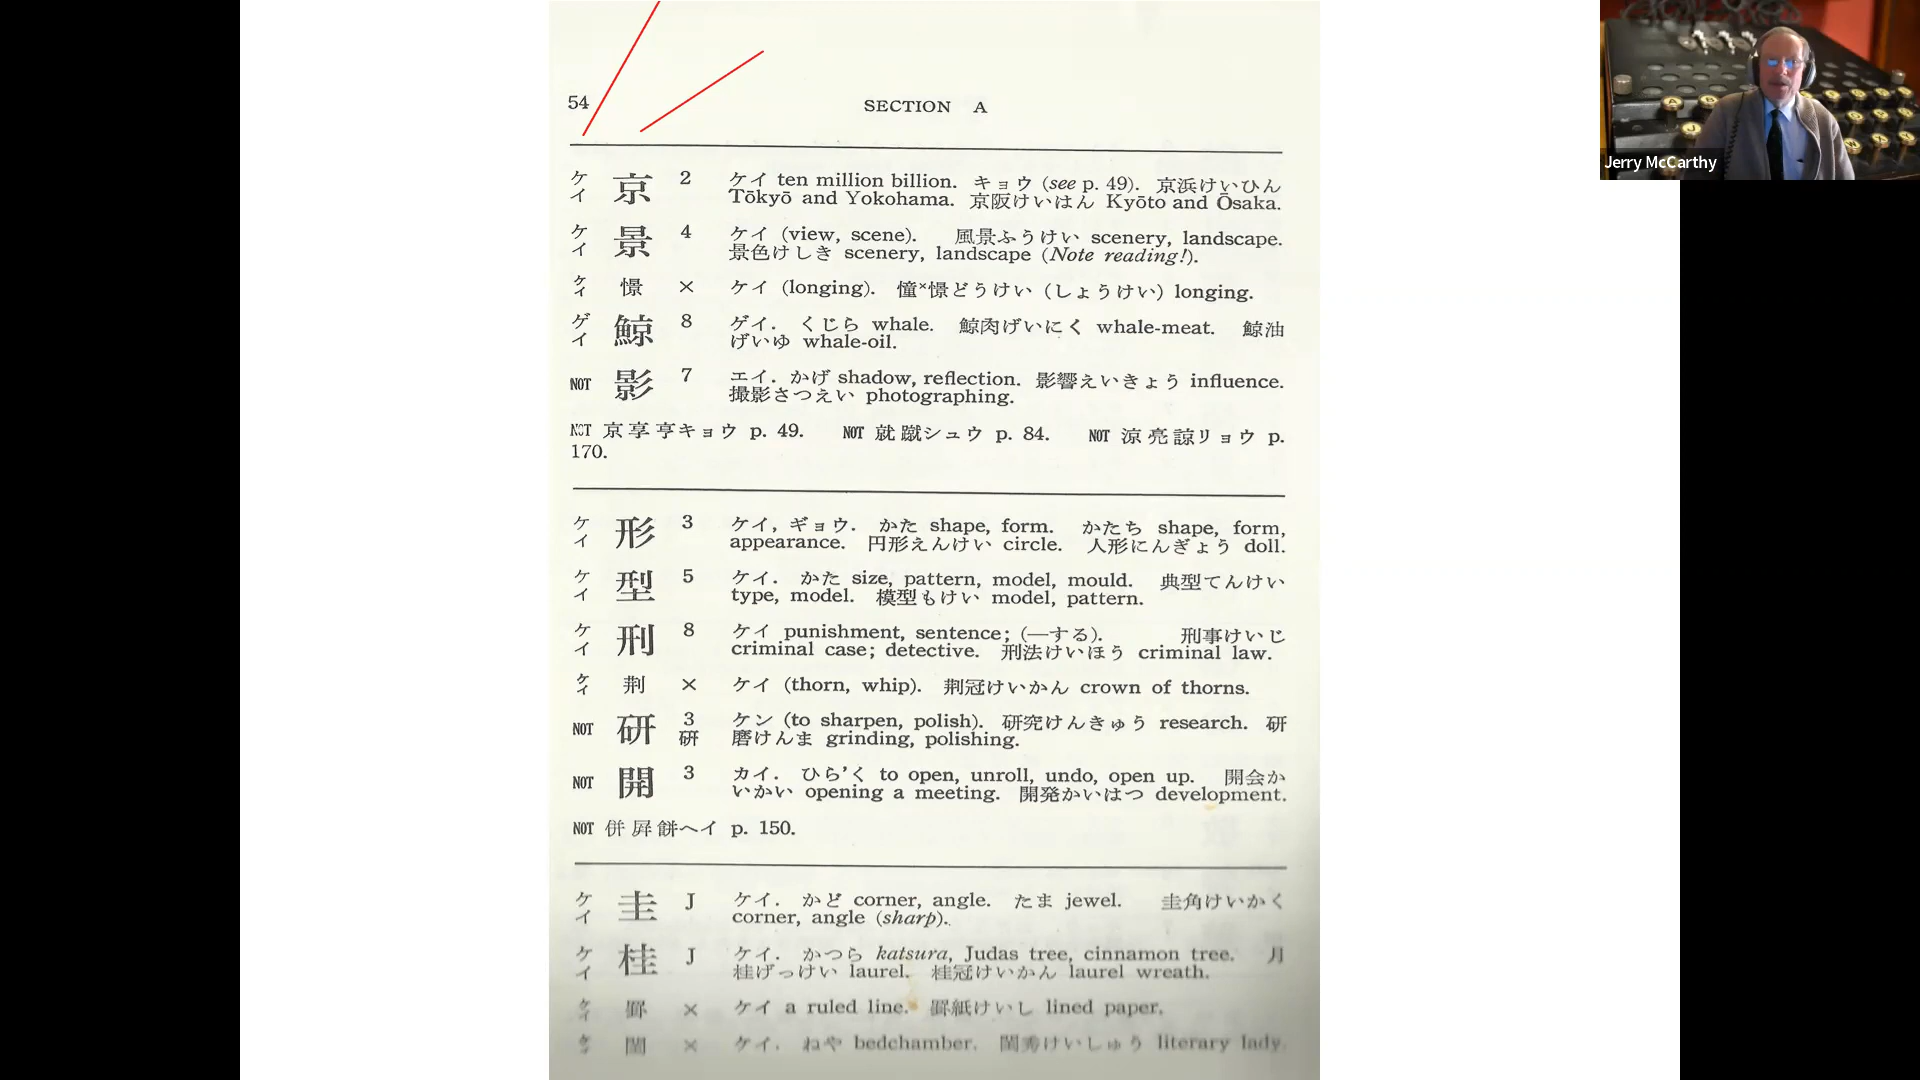 54 SECTION A
ケイ 京 2 ケイ ten million billion. キョウ (see p. 49). 京浜けいひん
Tōkyō and Yokohama. 京阪けいはん Kyōto and Ōsaka.
ケイ 景 4 ケイ (view, scene). 風景ふうけい scenery, landscape.
景色けしき scenery, landscape (Note reading!).
ケイ 憬 × ケイ (longing). 憧×憬どうけい (しょうけい) longing.
ゲイ 鯨 8 ゲイ. くじら whale. 鯨肉げいにく whale-meat. 鯨油
げいゆ whale-oil.
NOT 影 7 エイ. かげ shadow, reflection. 影響えいきょう influence.
撮影さつえい photographing.
NOT 京享亨キョウ p. 49. NOT 就蹴シュウ p. 84. NOT 涼亮諒リョウ p.
170.
ケイ 形 3 ケイ, ギョウ. かた shape, form. かたち shape, form,
appearance. 円形えんけい circle. 人形にんぎょう doll.
ケイ 型 5 ケイ. かた size, pattern, model, mould. 典型てんけい
type, model. 模型もけい model, pattern.
ケイ 刑 8 ケイ punishment, sentence; (—する). 刑事けいじ
criminal case; detective. 刑法けいほう criminal law.
ケイ 荆 × ケイ (thorn, whip). 荆冠けいかん crown of thorns.
NOT 研 3 ケン (to sharpen, polish). 研究けんきゅう research. 研
硏 磨けんま grinding, polishing.
NOT 開 3 カイ. ひら'く to open, unroll, undo, open up. 開会か
いかい opening a meeting. 開発かいはつ development.
NOT 併屏餅ヘイ p. 150.
ケイ 圭 J ケイ. かど corner, angle. たま jewel. 圭角けいかく
corner, angle (sharp).
ケイ 桂 J ケイ. かつら katsura, Judas tree, cinnamon tree. 月
桂げっけい laurel. 桂冠けいかん laurel wreath.
ケイ 罫 × ケイ a ruled line. 罫紙けいし lined paper.
ケイ 閨 × ケイ. ねや bedchamber. 閨秀けいしゅう literary lady.
Jerry McCarthy